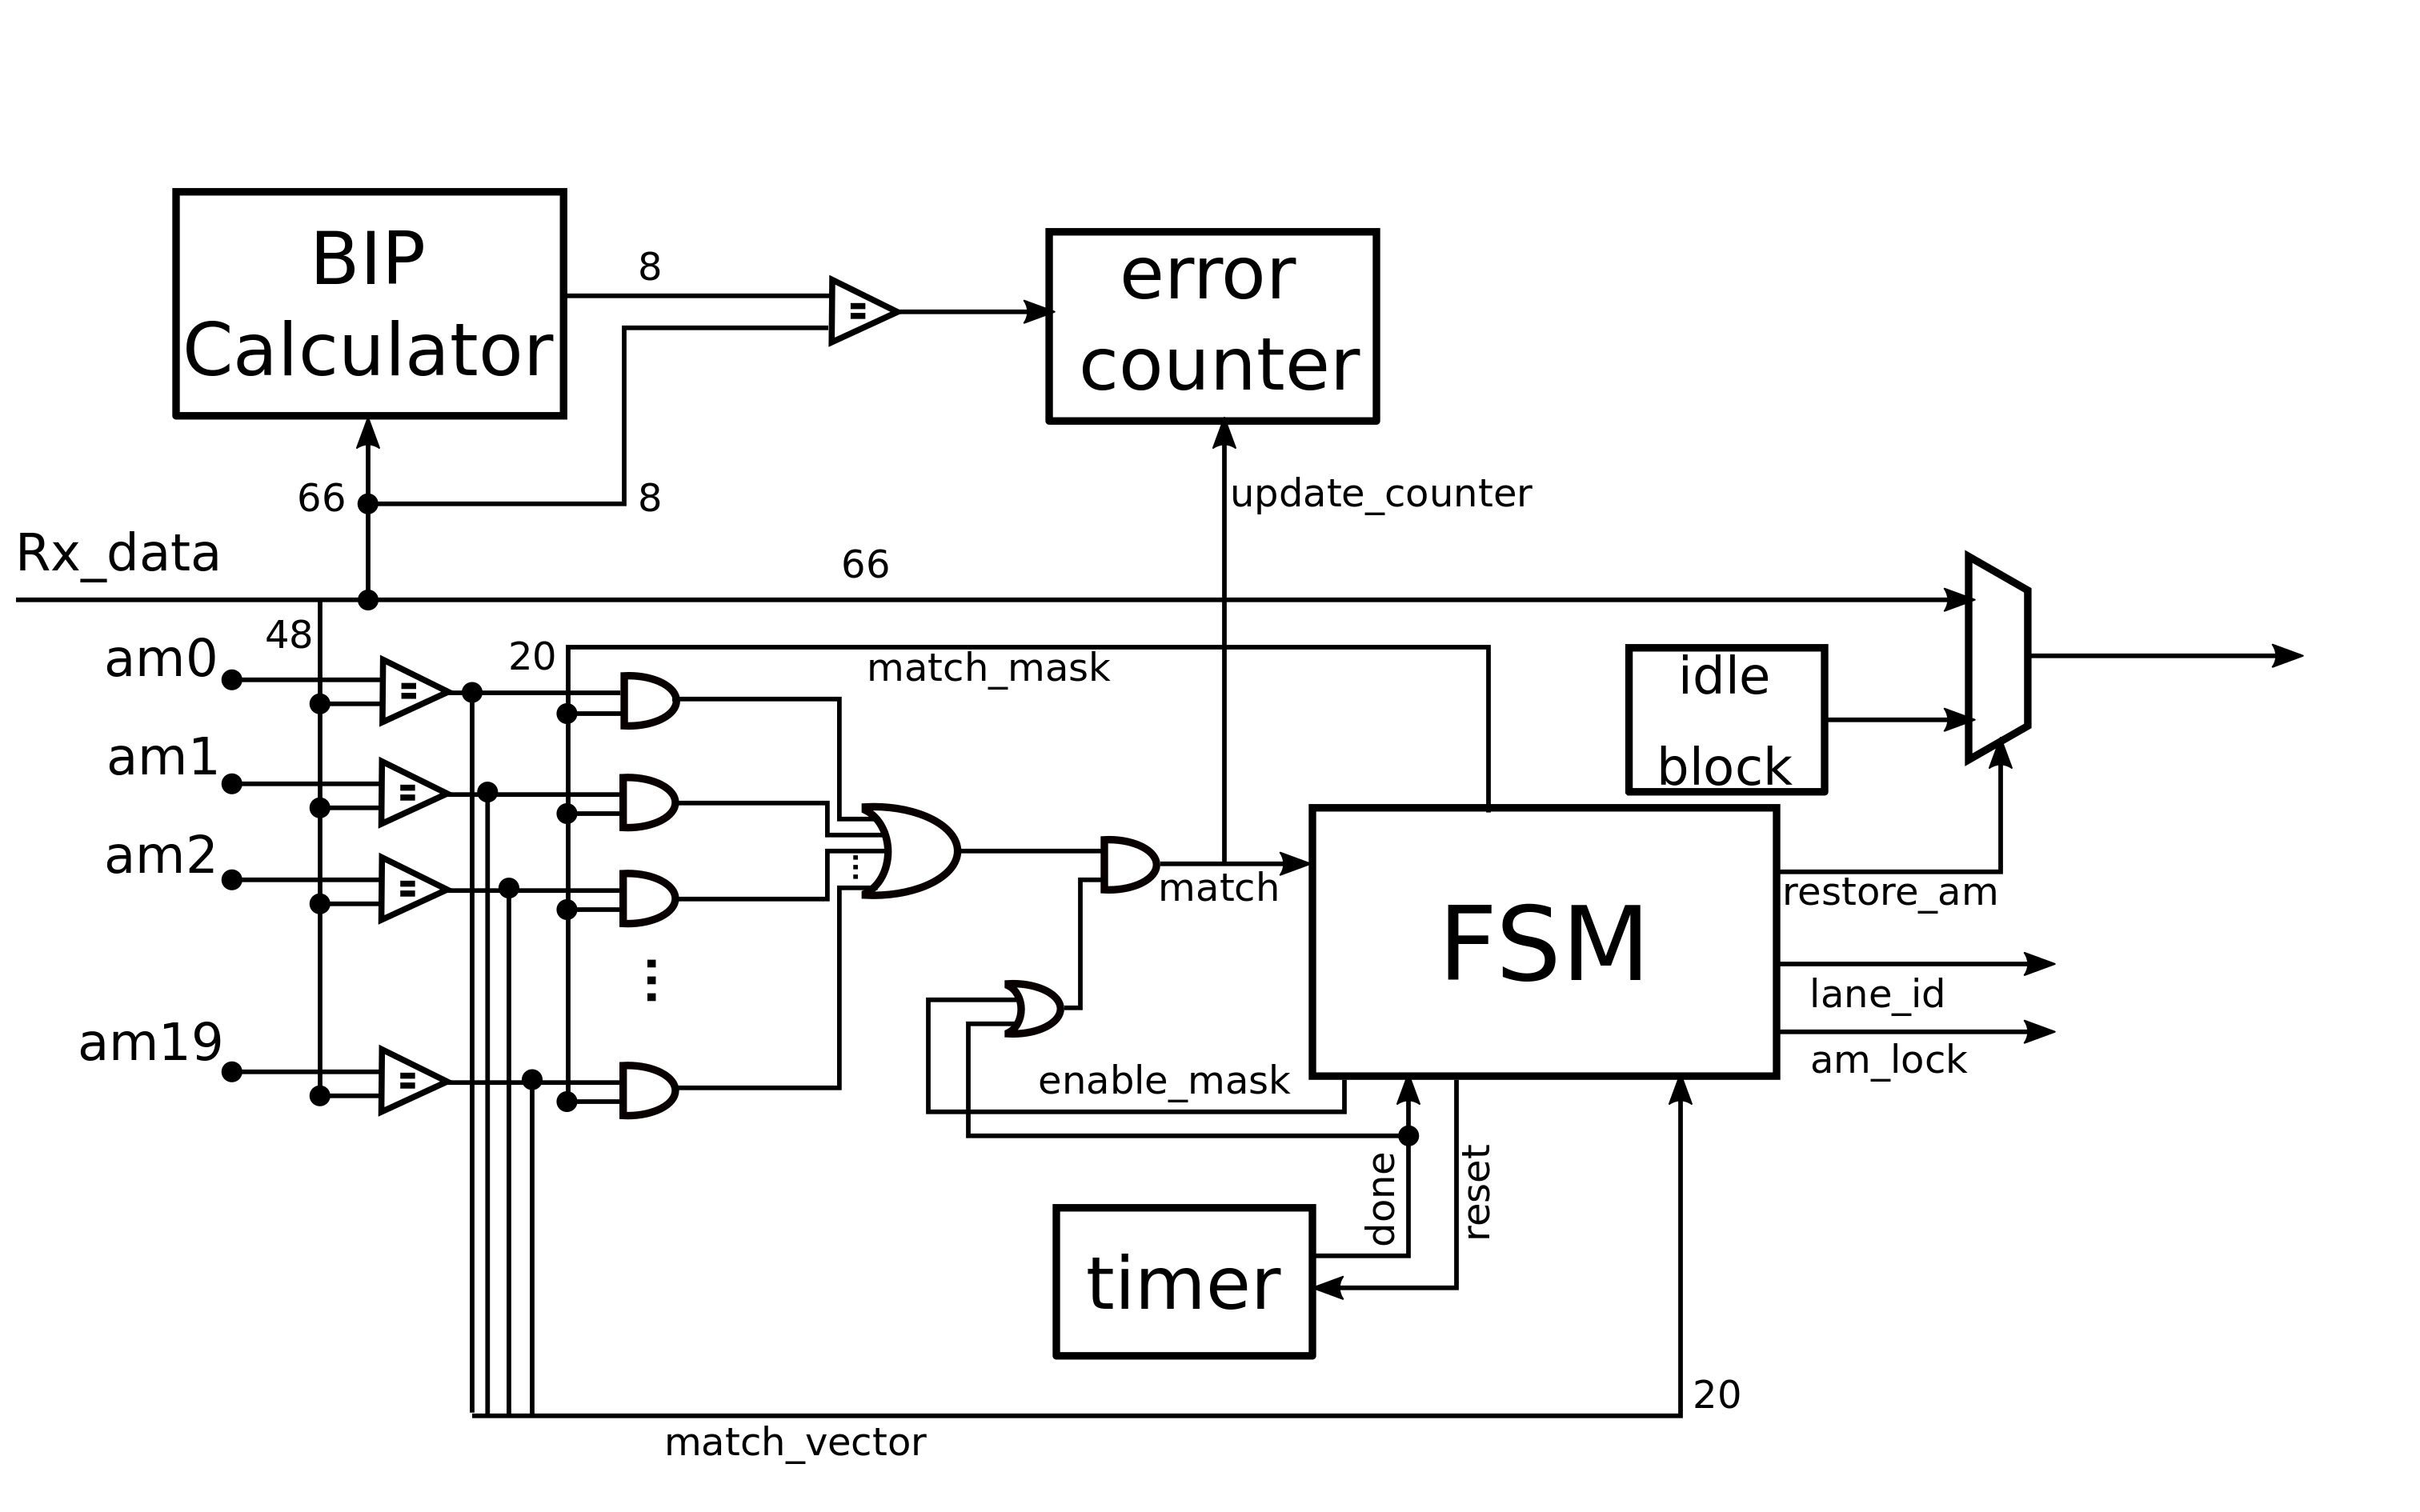 BIP
Calculator
8
error
counter
66
8
update_counter
Rx_data
66
48
am0
20
match_mask
idle
block
am1
am2
match
restore_am
FSM
lane_id
am19
enable_mask
am_lock
done
reset
timer
20
match_vector